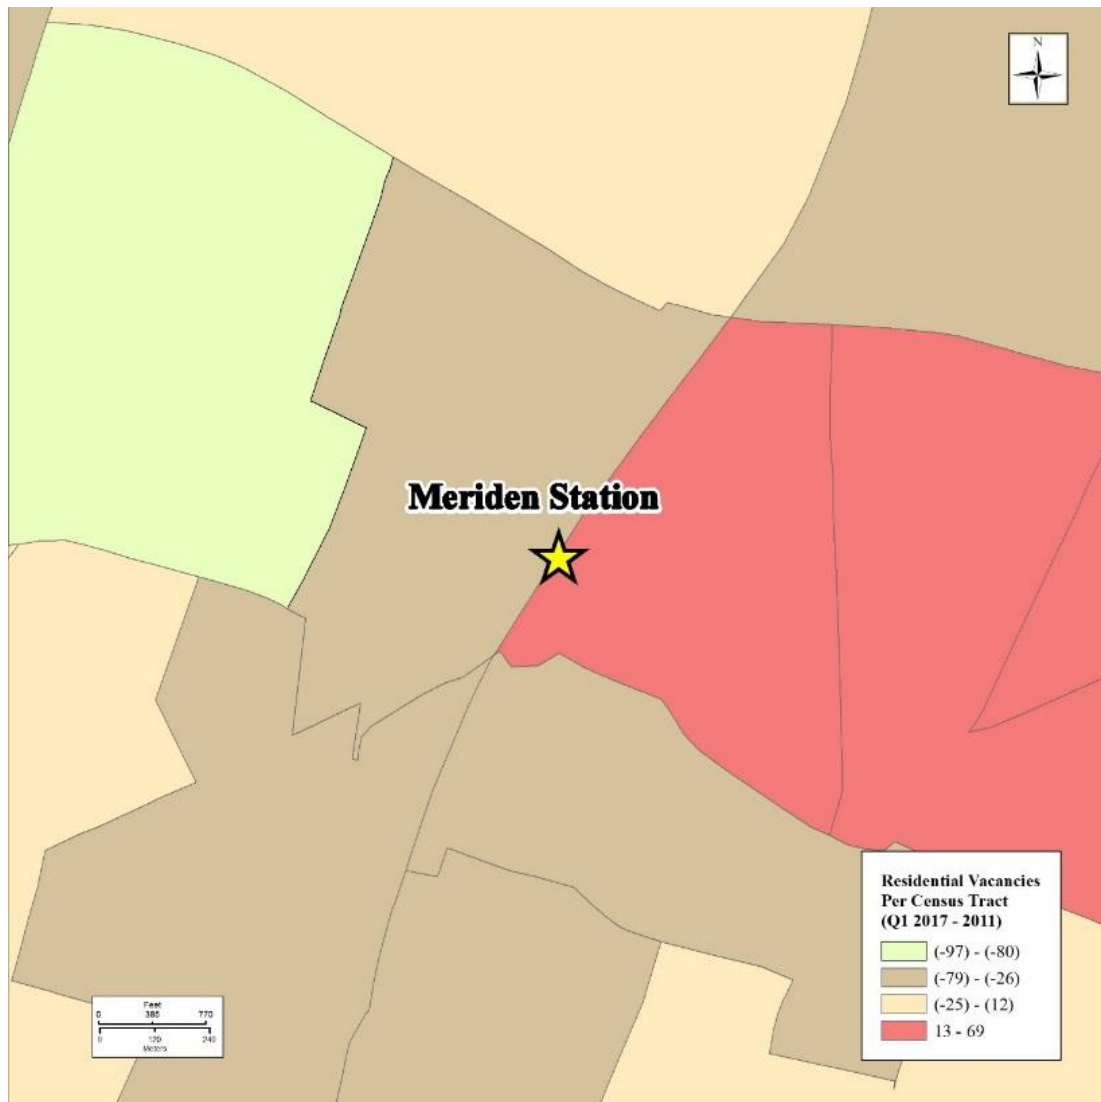 N
Meriden Station
Residential Vacancies
Per Census Tract
(Q1 2017 - 2011)
(-97) - (-80)
(-79) - (-26)
(-25) - (12)
13 - 69
Feet
0 385 770
0 120 240
Meters